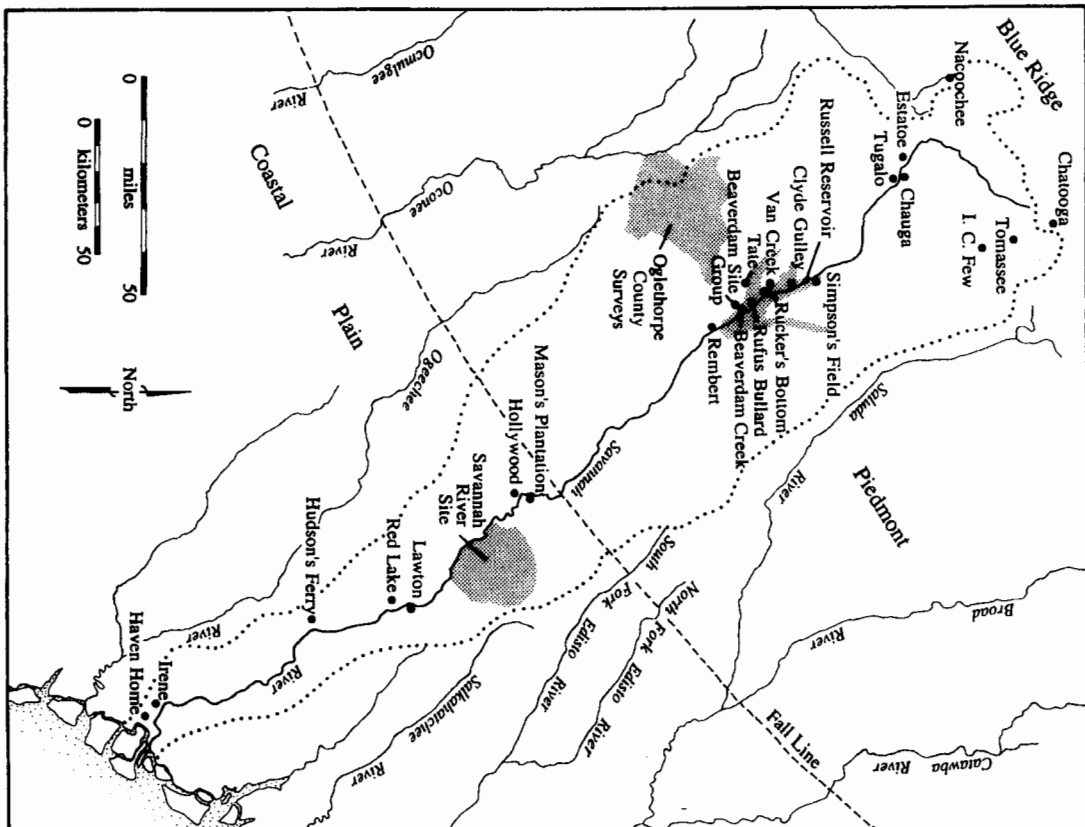 Blue Ridge
Nacoochee
Chatooga
Estatoe
Tugalo
Chauga
Tomassee
I. C. Few
Russell Reservoir
Clyde Gulley
Van Creek
Tate
Beaverdam Site
Group
Simpson's Field
Rucker's Bottom
Rufus Bullard
Beaverdam Creek
Rembert
Oglethorpe
County
Surveys
Ocmulgee
River
Oconee
River
Ogeechee
River
Coastal
Plain
Piedmont
Saluda
River
Broad
River
Catawba
River
Fall Line
Savannah
River
Mason's Plantation
Hollywood
Savannah
River
Site
South
Fork
Edisto
River
North
Fork
Edisto
River
Salkahatchee
River
Lawton
Red Lake
Hudson's Ferry
Irene
Haven Home
0 miles 50
0 kilometers 50
North